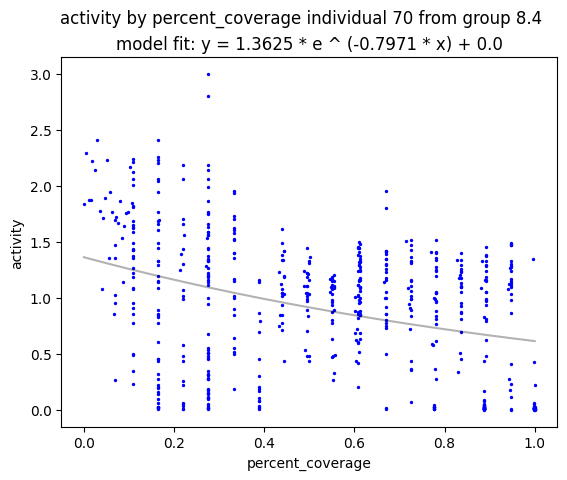 activity by percent_coverage individual 70 from group 8.4
model fit: y = 1.3625 * e ^ (-0.7971 * x) + 0.0
3.0
2.5
2.0
1.5
1.0
0.5
0.0
activity
0.0 0.2 0.4 0.6 0.8 1.0
percent_coverage